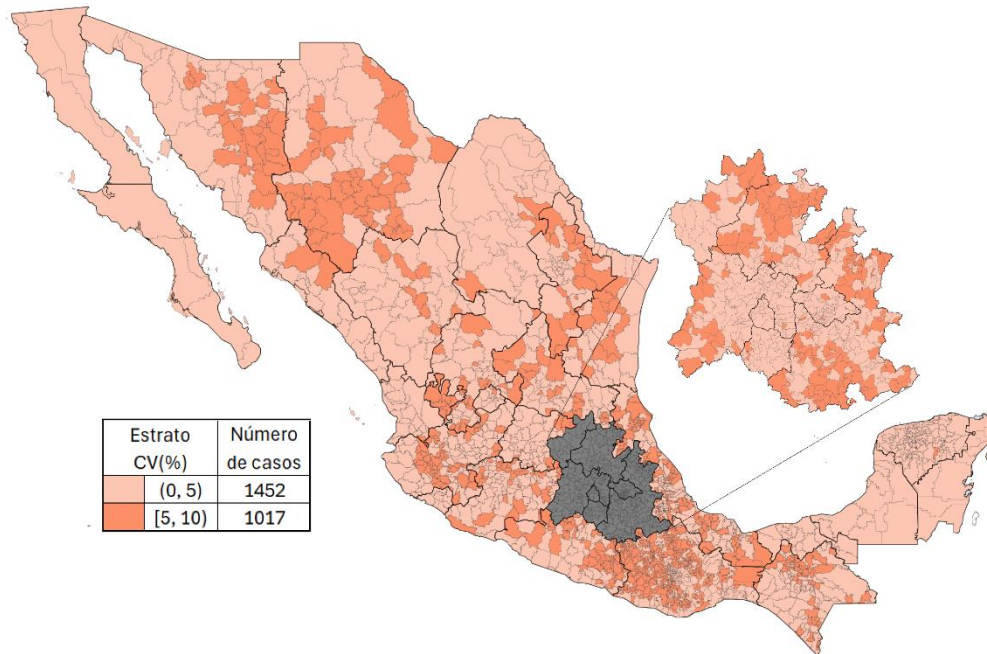 Estrato Número
CV(%) de casos
(0, 5) 1452
[5, 10) 1017